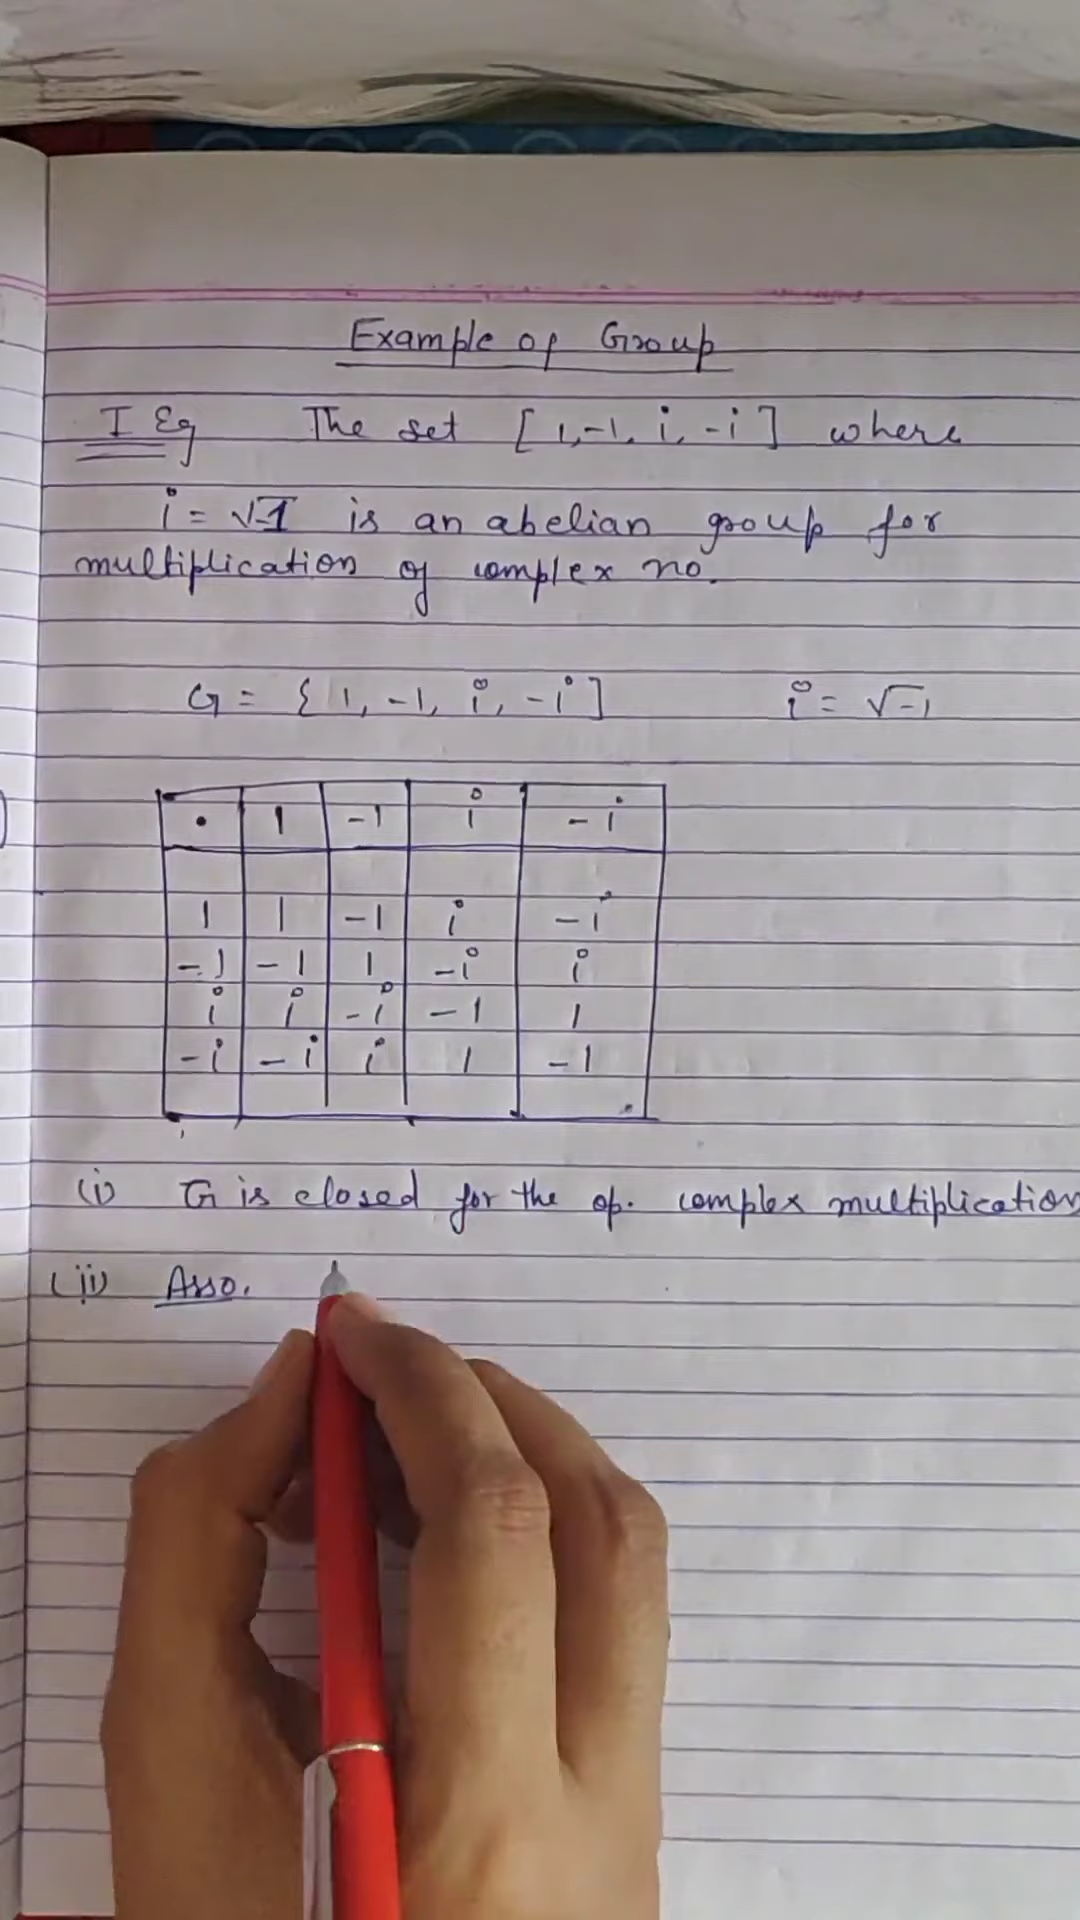 Example of Group
I Eg The set [1, -1, i, -i] where
i = √-1 is an abelian group for
multiplication of complex no.
G = {1, -1, i, -i] i = √-1
• 1 -1 i -i
1 1 -1 i -i
-1 -1 1 -i i
i i -i -1 1
-i -i i 1 -1
(i) G is closed for the op. complex multiplication
(ii) Asso.